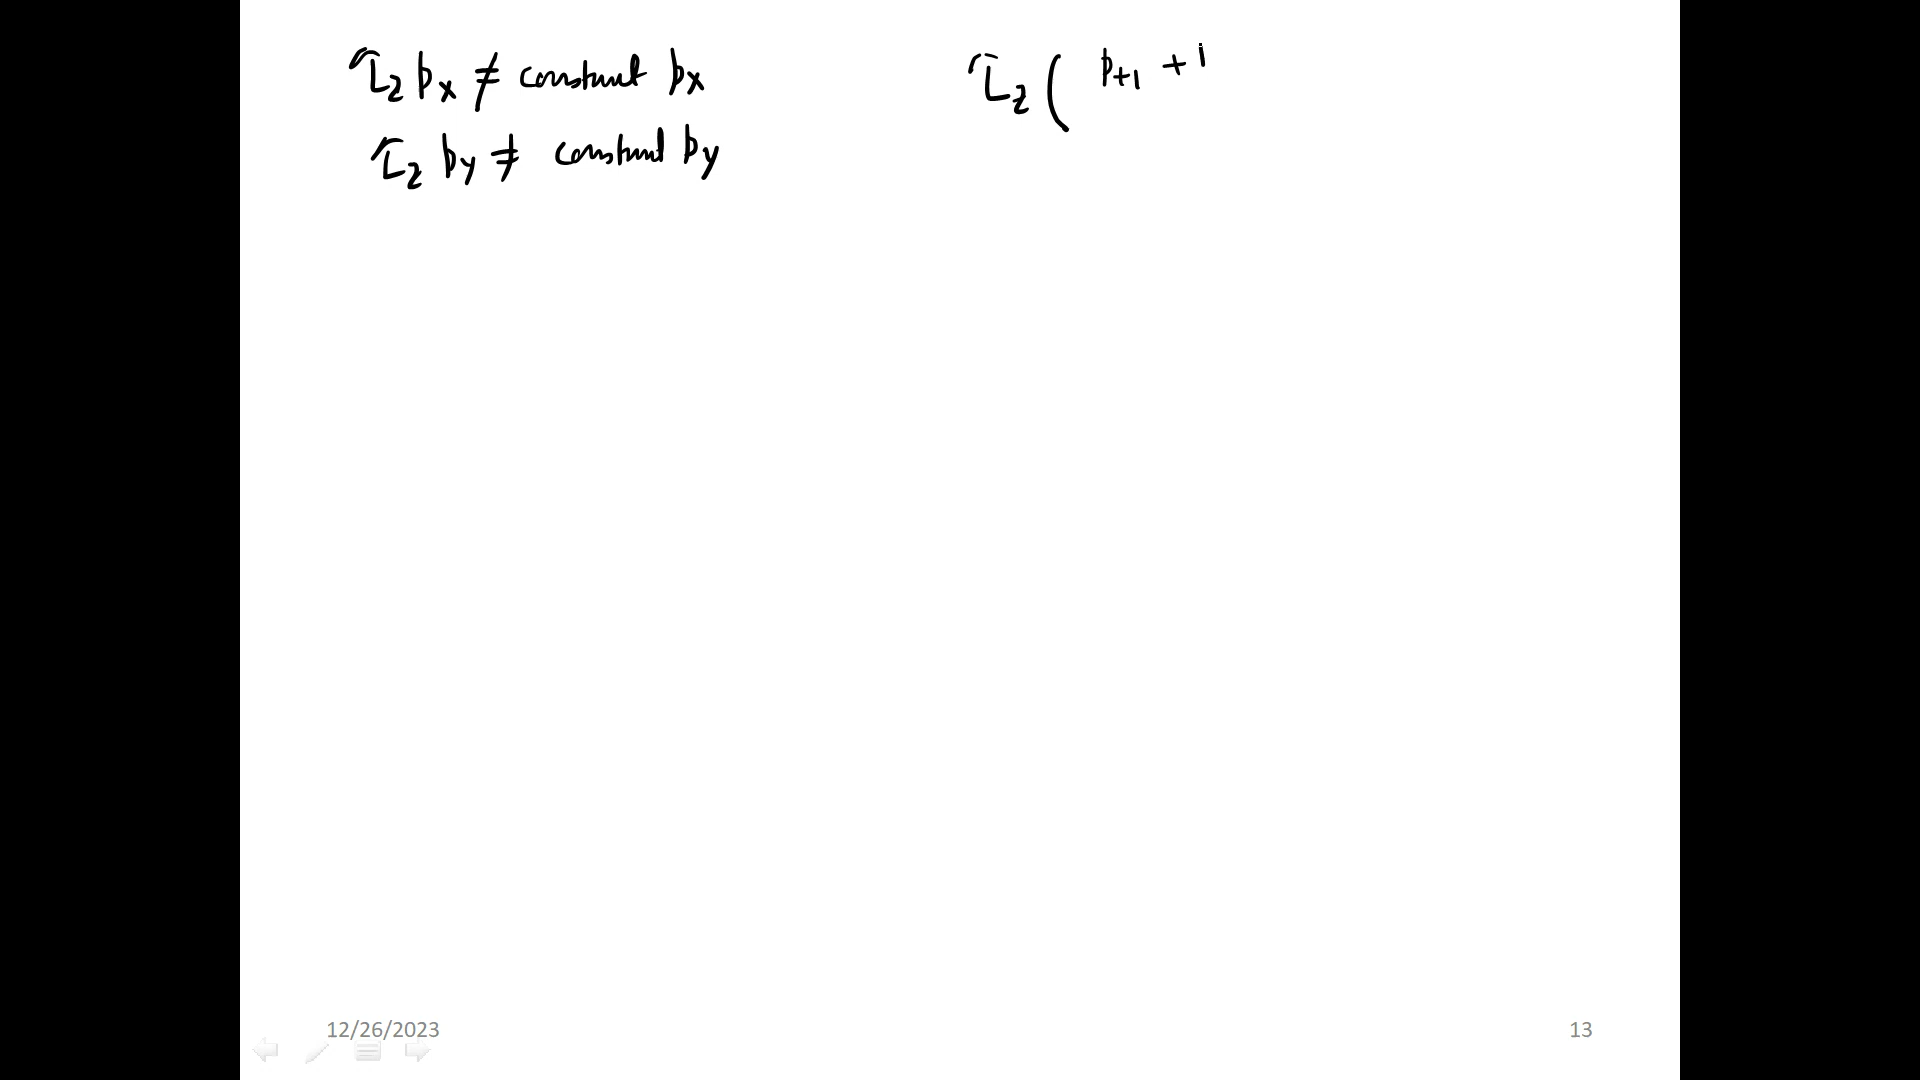 L̂z px ≠ constant px
L̂z py ≠ constant py
L̂z ( p+1 + i
12/26/2023
13